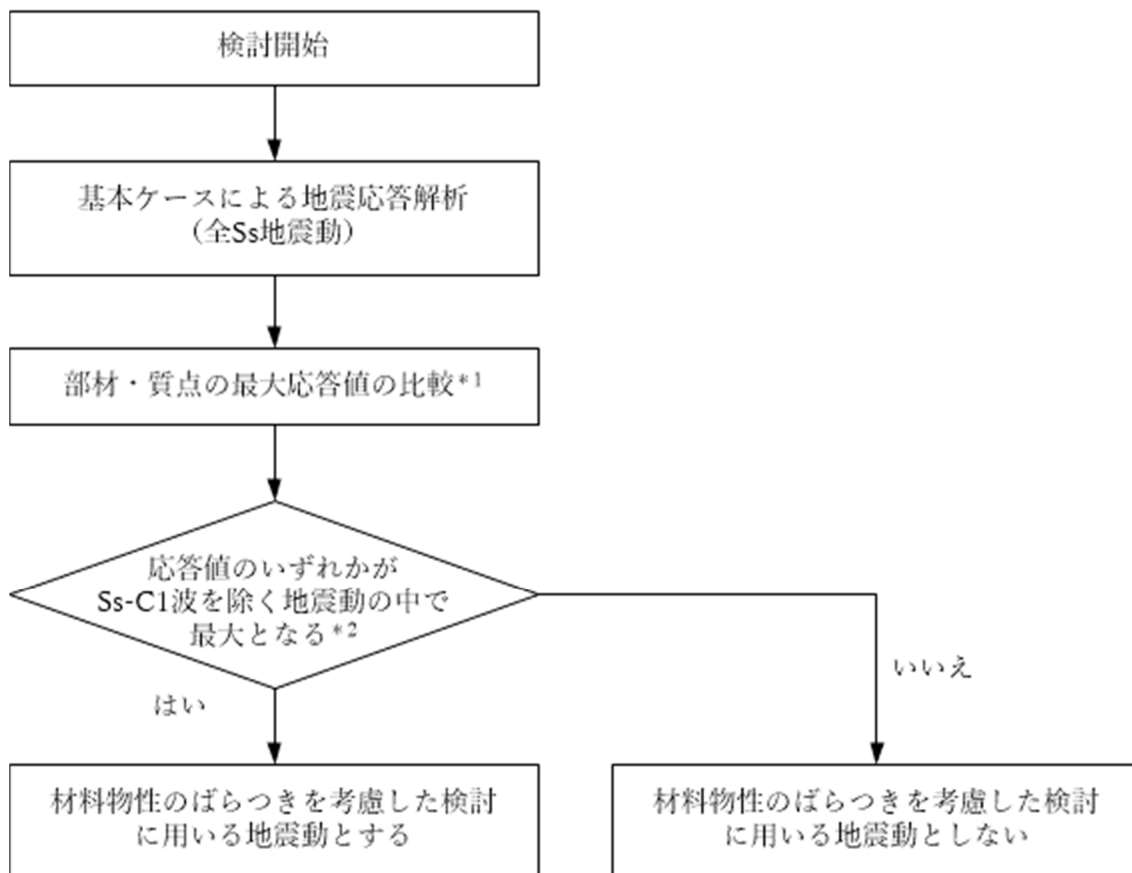 検討開始
基本ケースによる地震応答解析
（全Ss地震動）
部材・質点の最大応答値の比較*1
応答値のいずれかが
Ss-C1波を除く地震動の中で
最大となる*2
はい
いいえ
材料物性のばらつきを考慮した検討
に用いる地震動とする
材料物性のばらつきを考慮した検討
に用いる地震動としない